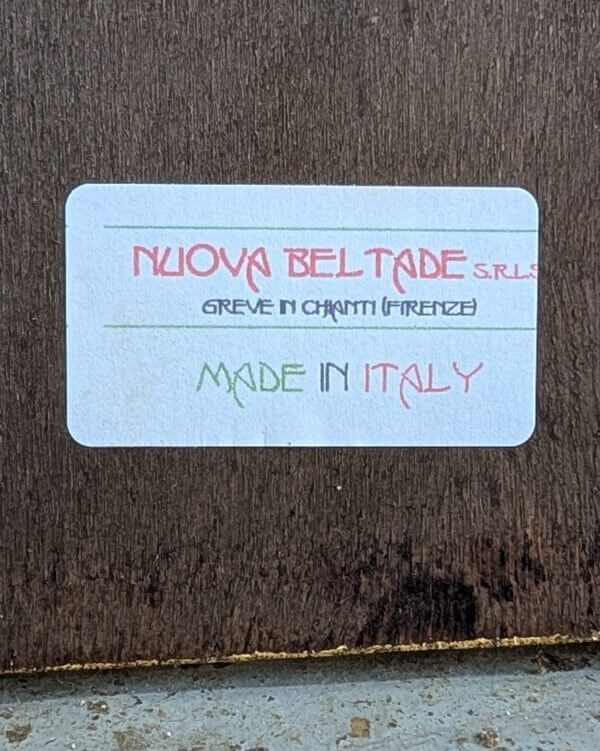 NUOVA BELTADE S.R.L.S
GREVE IN CHIANTI (FIRENZE)
MADE IN ITALY